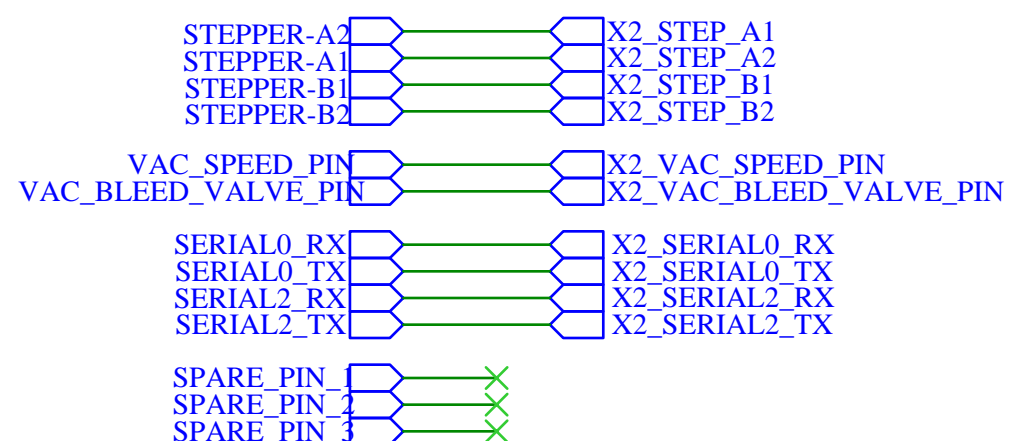 STEPPER-A2 X2_STEP_A1
STEPPER-A1 X2_STEP_A2
STEPPER-B1 X2_STEP_B1
STEPPER-B2 X2_STEP_B2
VAC_SPEED_PIN X2_VAC_SPEED_PIN
VAC_BLEED_VALVE_PIN X2_VAC_BLEED_VALVE_PIN
SERIAL0_RX X2_SERIAL0_RX
SERIAL0_TX X2_SERIAL0_TX
SERIAL2_RX X2_SERIAL2_RX
SERIAL2_TX X2_SERIAL2_TX
SPARE_PIN_1
SPARE_PIN_2
SPARE_PIN_3